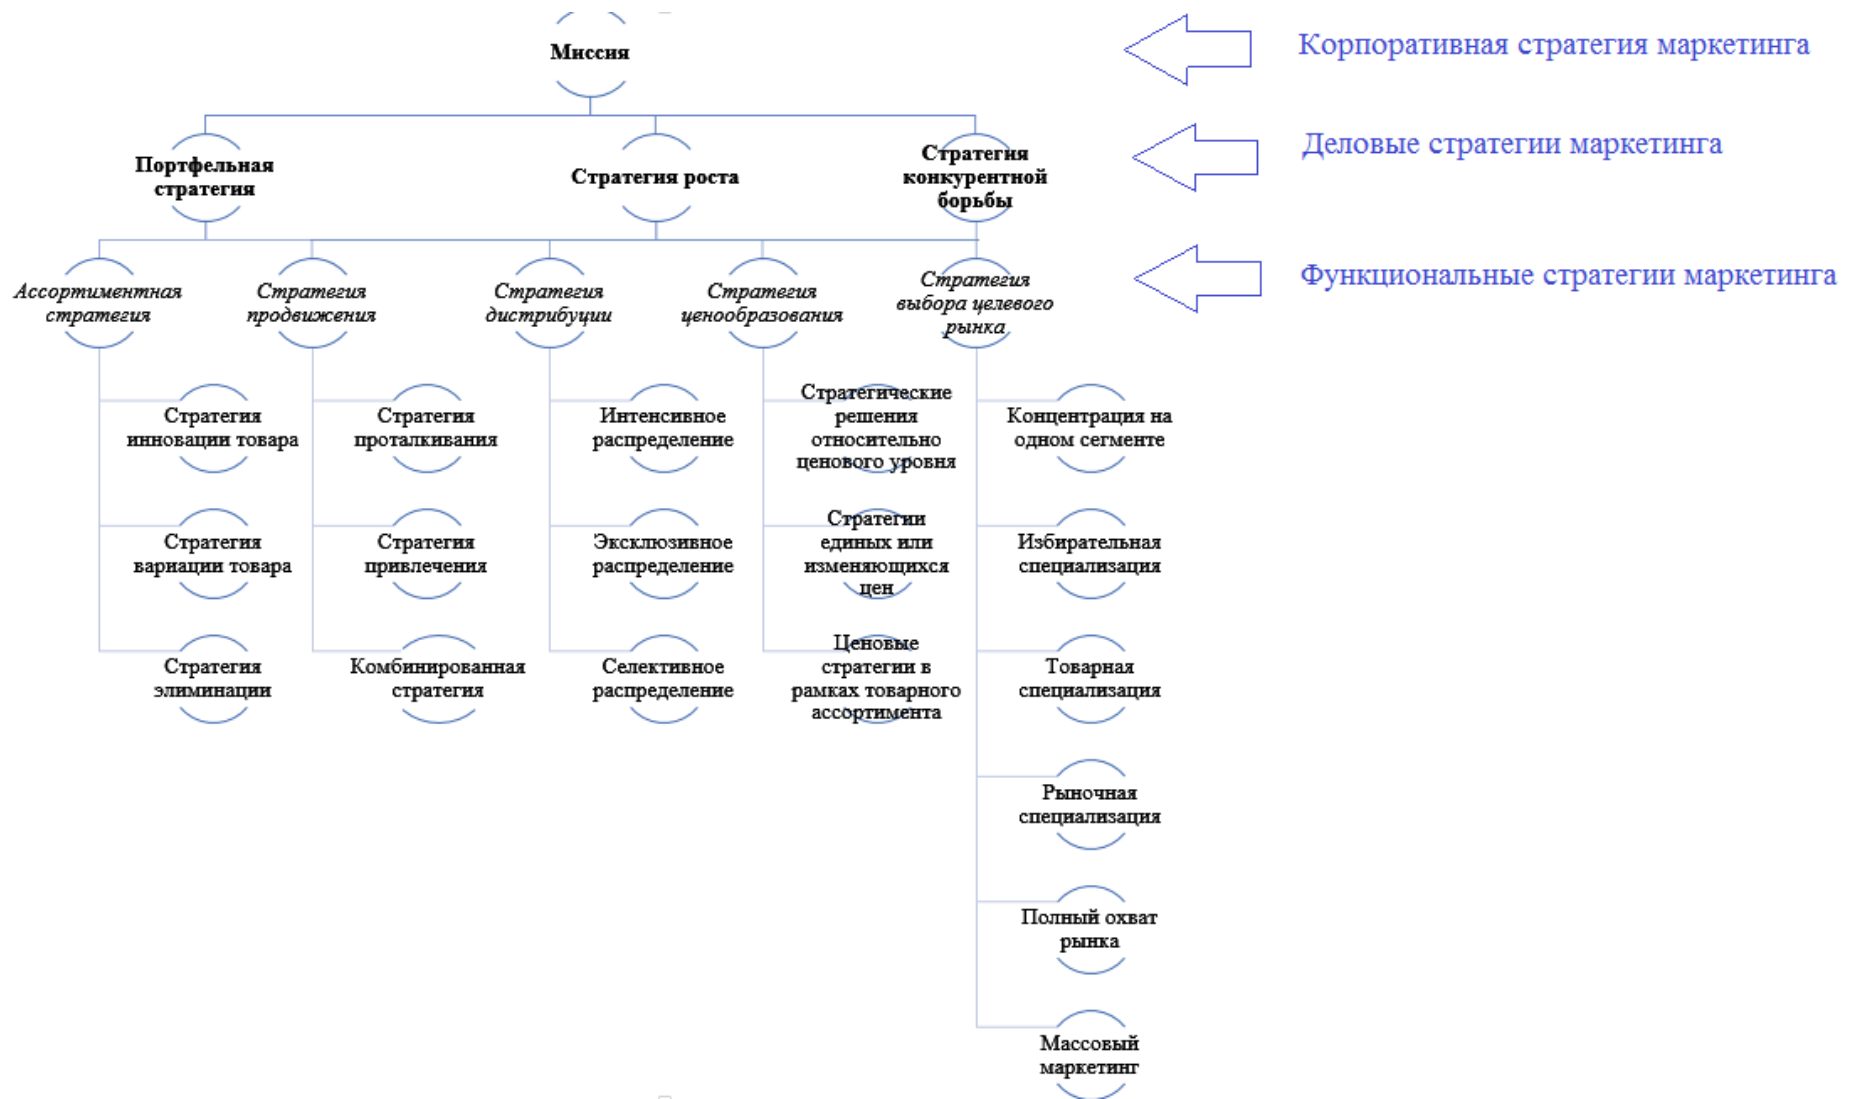 Миссия
Корпоративная стратегия маркетинга
Портфельная
стратегия
Стратегия роста
Стратегия
конкурентной
борьбы
Деловые стратегии маркетинга
Ассортиментная
стратегия
Стратегия
продвижения
Стратегия
дистрибуции
Стратегия
ценообразования
Стратегия
выбора целевого
рынка
Функциональные стратегии маркетинга
Стратегия
инновации товара
Стратегия
проталкивания
Интенсивное
распределение
Стратегические
решения
относительно
ценового уровня
Концентрация на
одном сегменте
Стратегия
вариации товара
Стратегия
привлечения
Эксклюзивное
распределение
Стратегии
единых или
изменяющихся
цен
Избирательная
специализация
Стратегия
элиминации
Комбинированная
стратегия
Селективное
распределение
Ценовые
стратегии в
рамках товарного
ассортимента
Товарная
специализация
Рыночная
специализация
Полный охват
рынка
Массовый
маркетинг